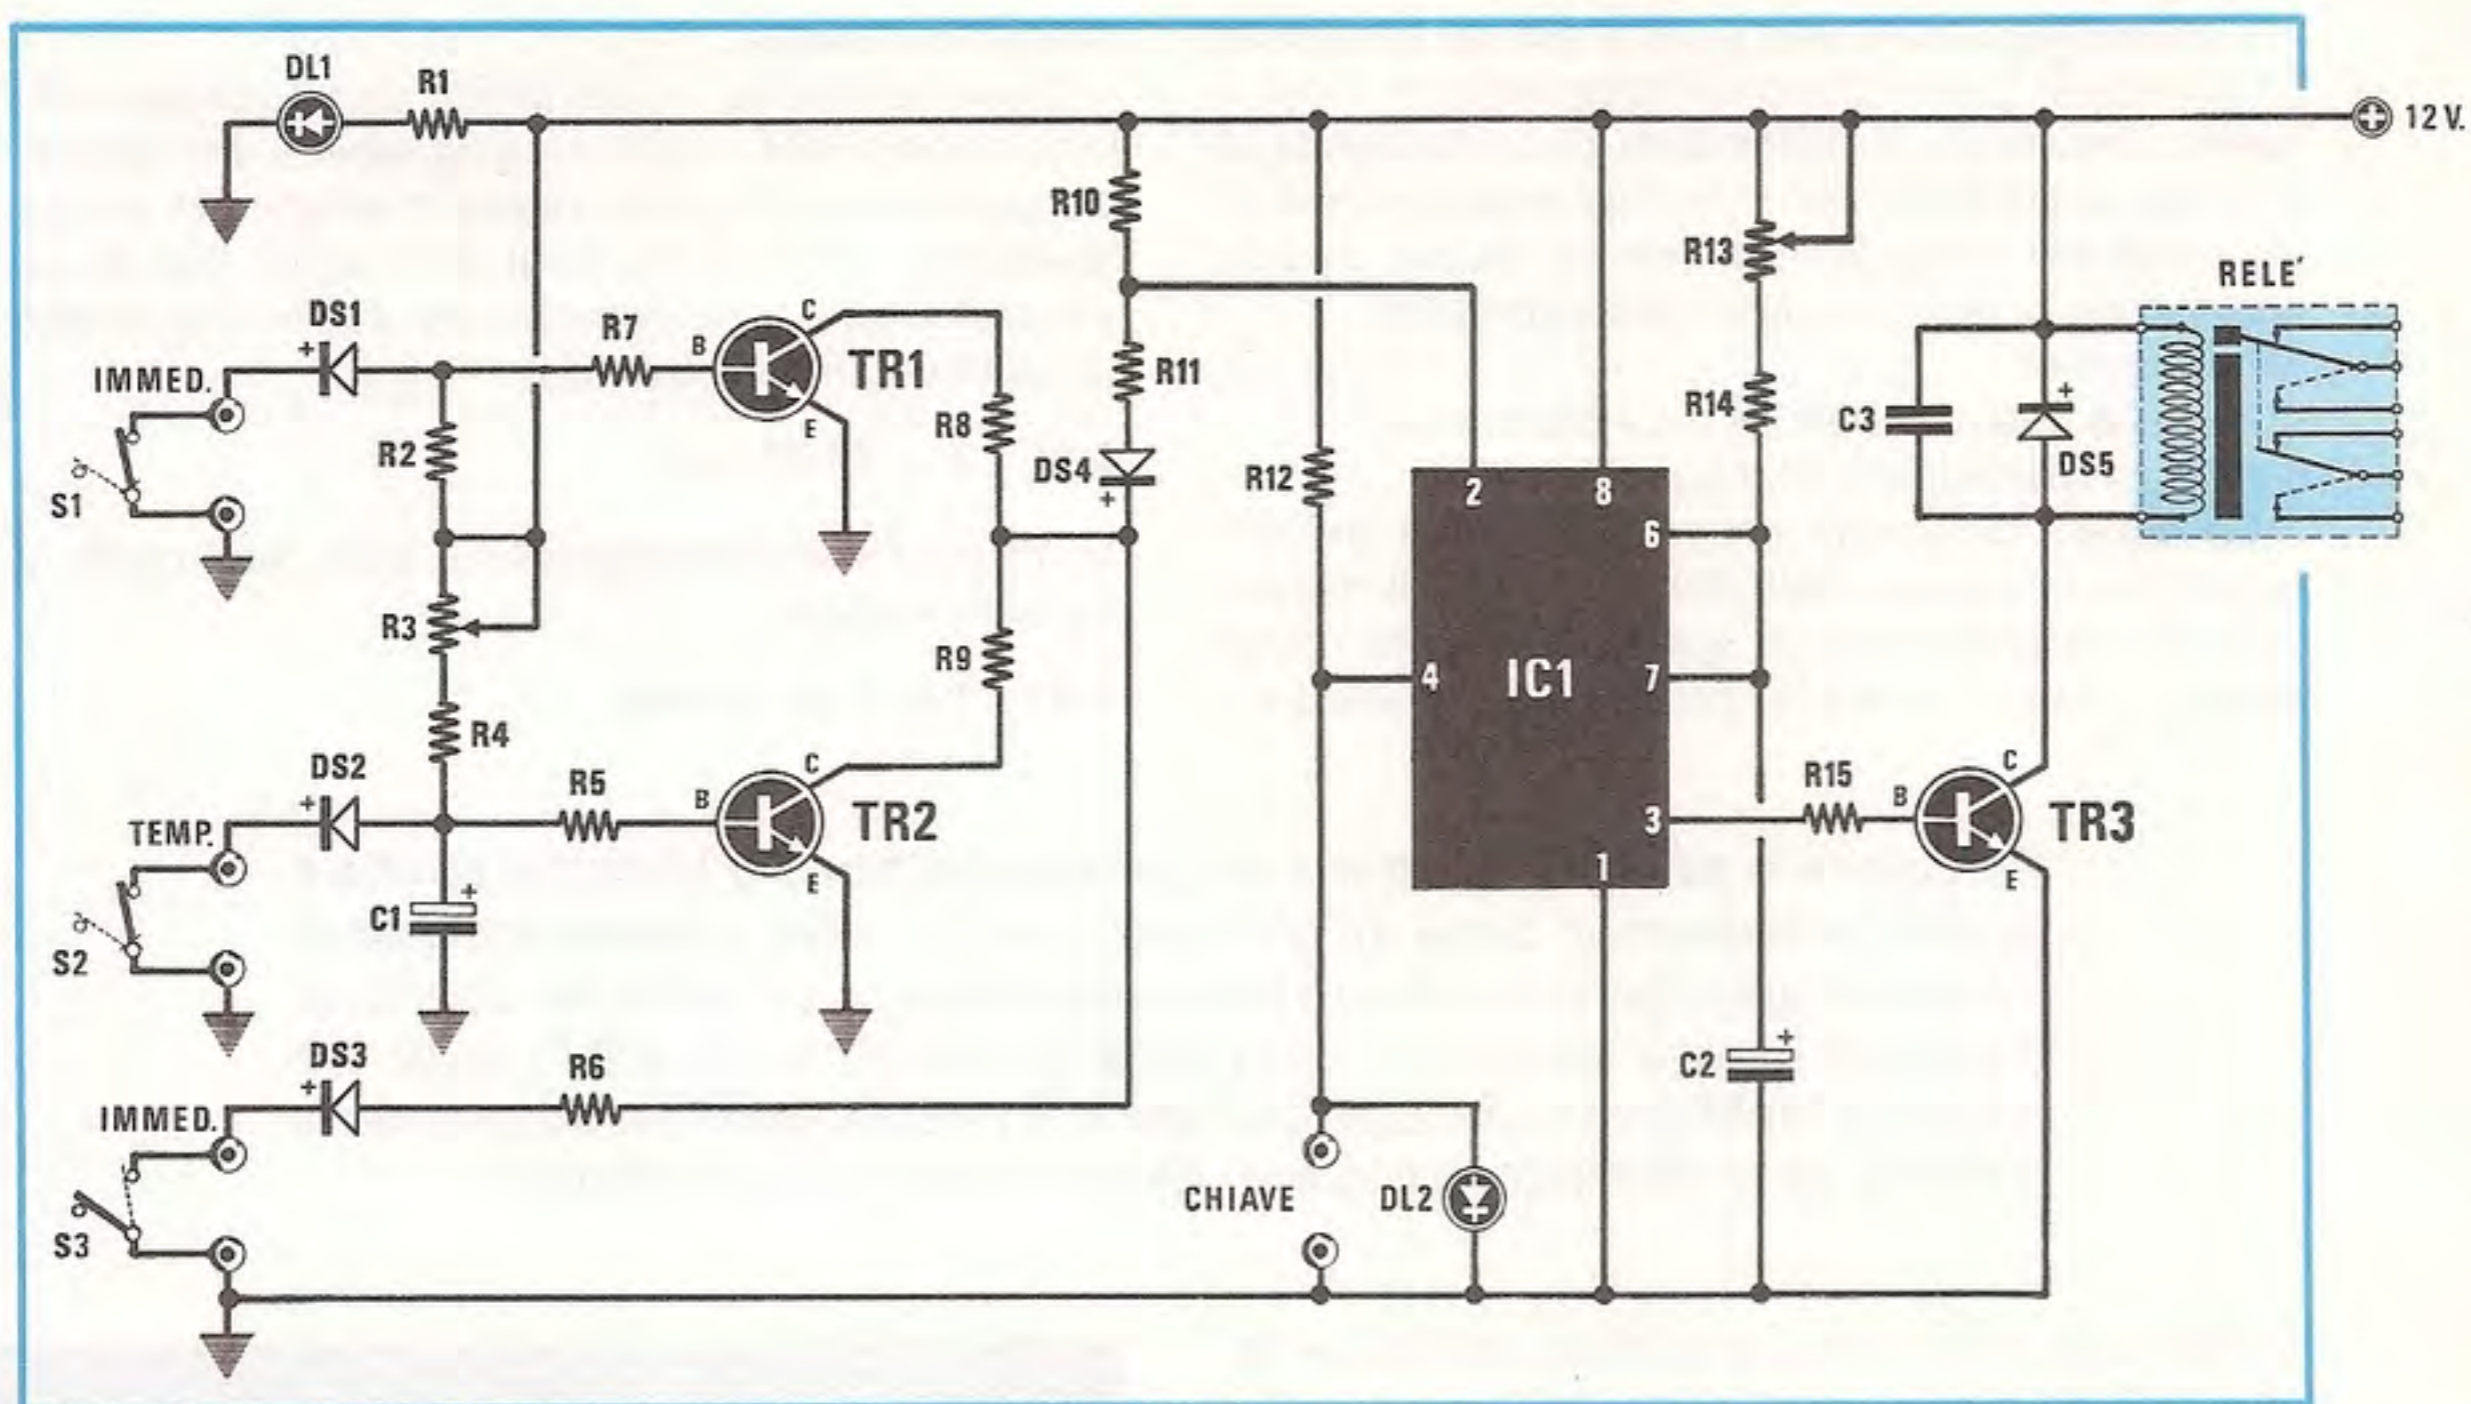 DL1
R1
12 V.
R10
R13
RELE'
DS1
R7
C
B
TR1
R11
IMMED.
R14
C3
DS5
+
+
S1
R2
E
R8
DS4
+
R12
2
8
6
R3
R9
4
IC1
7
R4
DS2
R5
C
R15
C
+
TEMP.
B
TR2
3
B
TR3
1
E
E
C1
+
S2
DS3
R6
+
C2
+
IMMED.
CHIAVE
DL2
S3